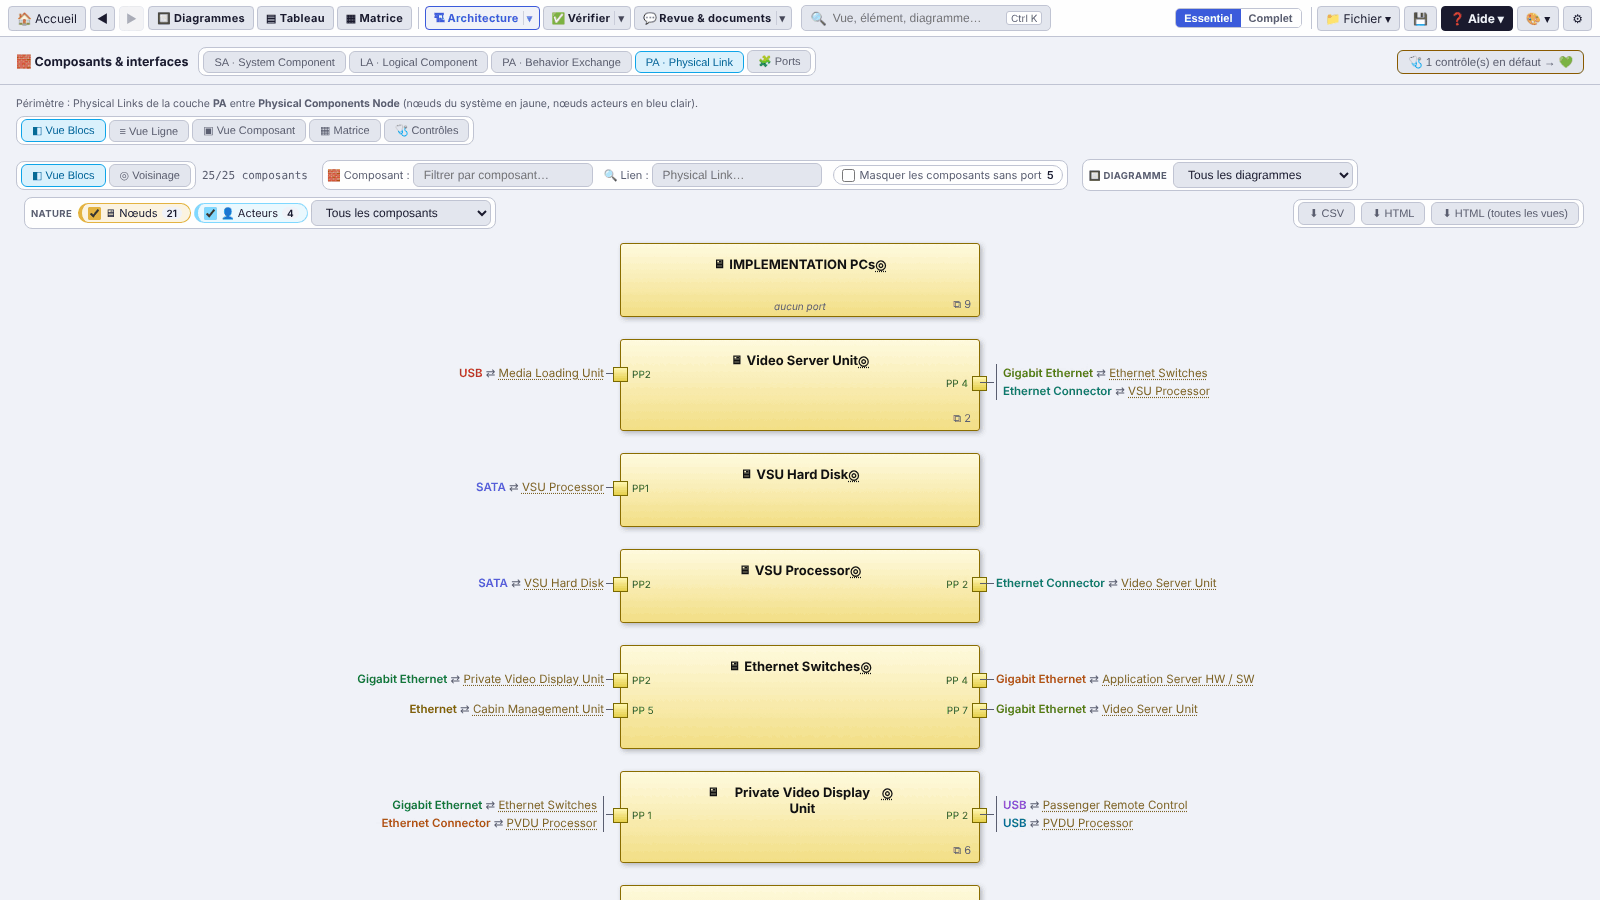 🏠 Accueil ◀ ▶ 🔲 Diagrammes ▤ Tableau ▦ Matrice 🏗 Architecture ▾ ✅ Vérifier ▾ 💬 Revue & documents ▾ 🔍 Vue, élément, diagramme… Ctrl K Essentiel Complet 📁 Fichier ▾ 💾 ❓ Aide ▾ 🎨 ▾ ⚙
🧱 Composants & interfaces SA · System Component LA · Logical Component PA · Behavior Exchange PA · Physical Link 🧩 Ports 🩺 1 contrôle(s) en défaut → 💚
Périmètre : Physical Links de la couche PA entre Physical Components Node (nœuds du système en jaune, nœuds acteurs en bleu clair).
◧ Vue Blocs ≡ Vue Ligne ▣ Vue Composant ▦ Matrice 🩺 Contrôles
◧ Vue Blocs ◎ Voisinage 25/25 composants 🧱 Composant : Filtrer par composant… 🔍 Lien : Physical Link… Masquer les composants sans port 5 🔲 DIAGRAMME Tous les diagrammes
NATURE 🖥 Nœuds 21 👤 Acteurs 4 Tous les composants ⬇ CSV ⬇ HTML ⬇ HTML (toutes les vues)
🖥 IMPLEMENTATION PCs◎
aucun port ⧉ 9
🖥 Video Server Unit◎
USB ⇄ Media Loading Unit PP2 PP 4 Gigabit Ethernet ⇄ Ethernet Switches
Ethernet Connector ⇄ VSU Processor
⧉ 2
🖥 VSU Hard Disk◎
SATA ⇄ VSU Processor PP1
🖥 VSU Processor◎
SATA ⇄ VSU Hard Disk PP2 PP 2 Ethernet Connector ⇄ Video Server Unit
🖥 Ethernet Switches◎
Gigabit Ethernet ⇄ Private Video Display Unit PP2 PP 4 Gigabit Ethernet ⇄ Application Server HW / SW
Ethernet ⇄ Cabin Management Unit PP 5 PP 7 Gigabit Ethernet ⇄ Video Server Unit
🖥 Private Video Display ◎
Unit
Gigabit Ethernet ⇄ Ethernet Switches PP 1 PP 2 USB ⇄ Passenger Remote Control
Ethernet Connector ⇄ PVDU Processor USB ⇄ PVDU Processor
⧉ 6